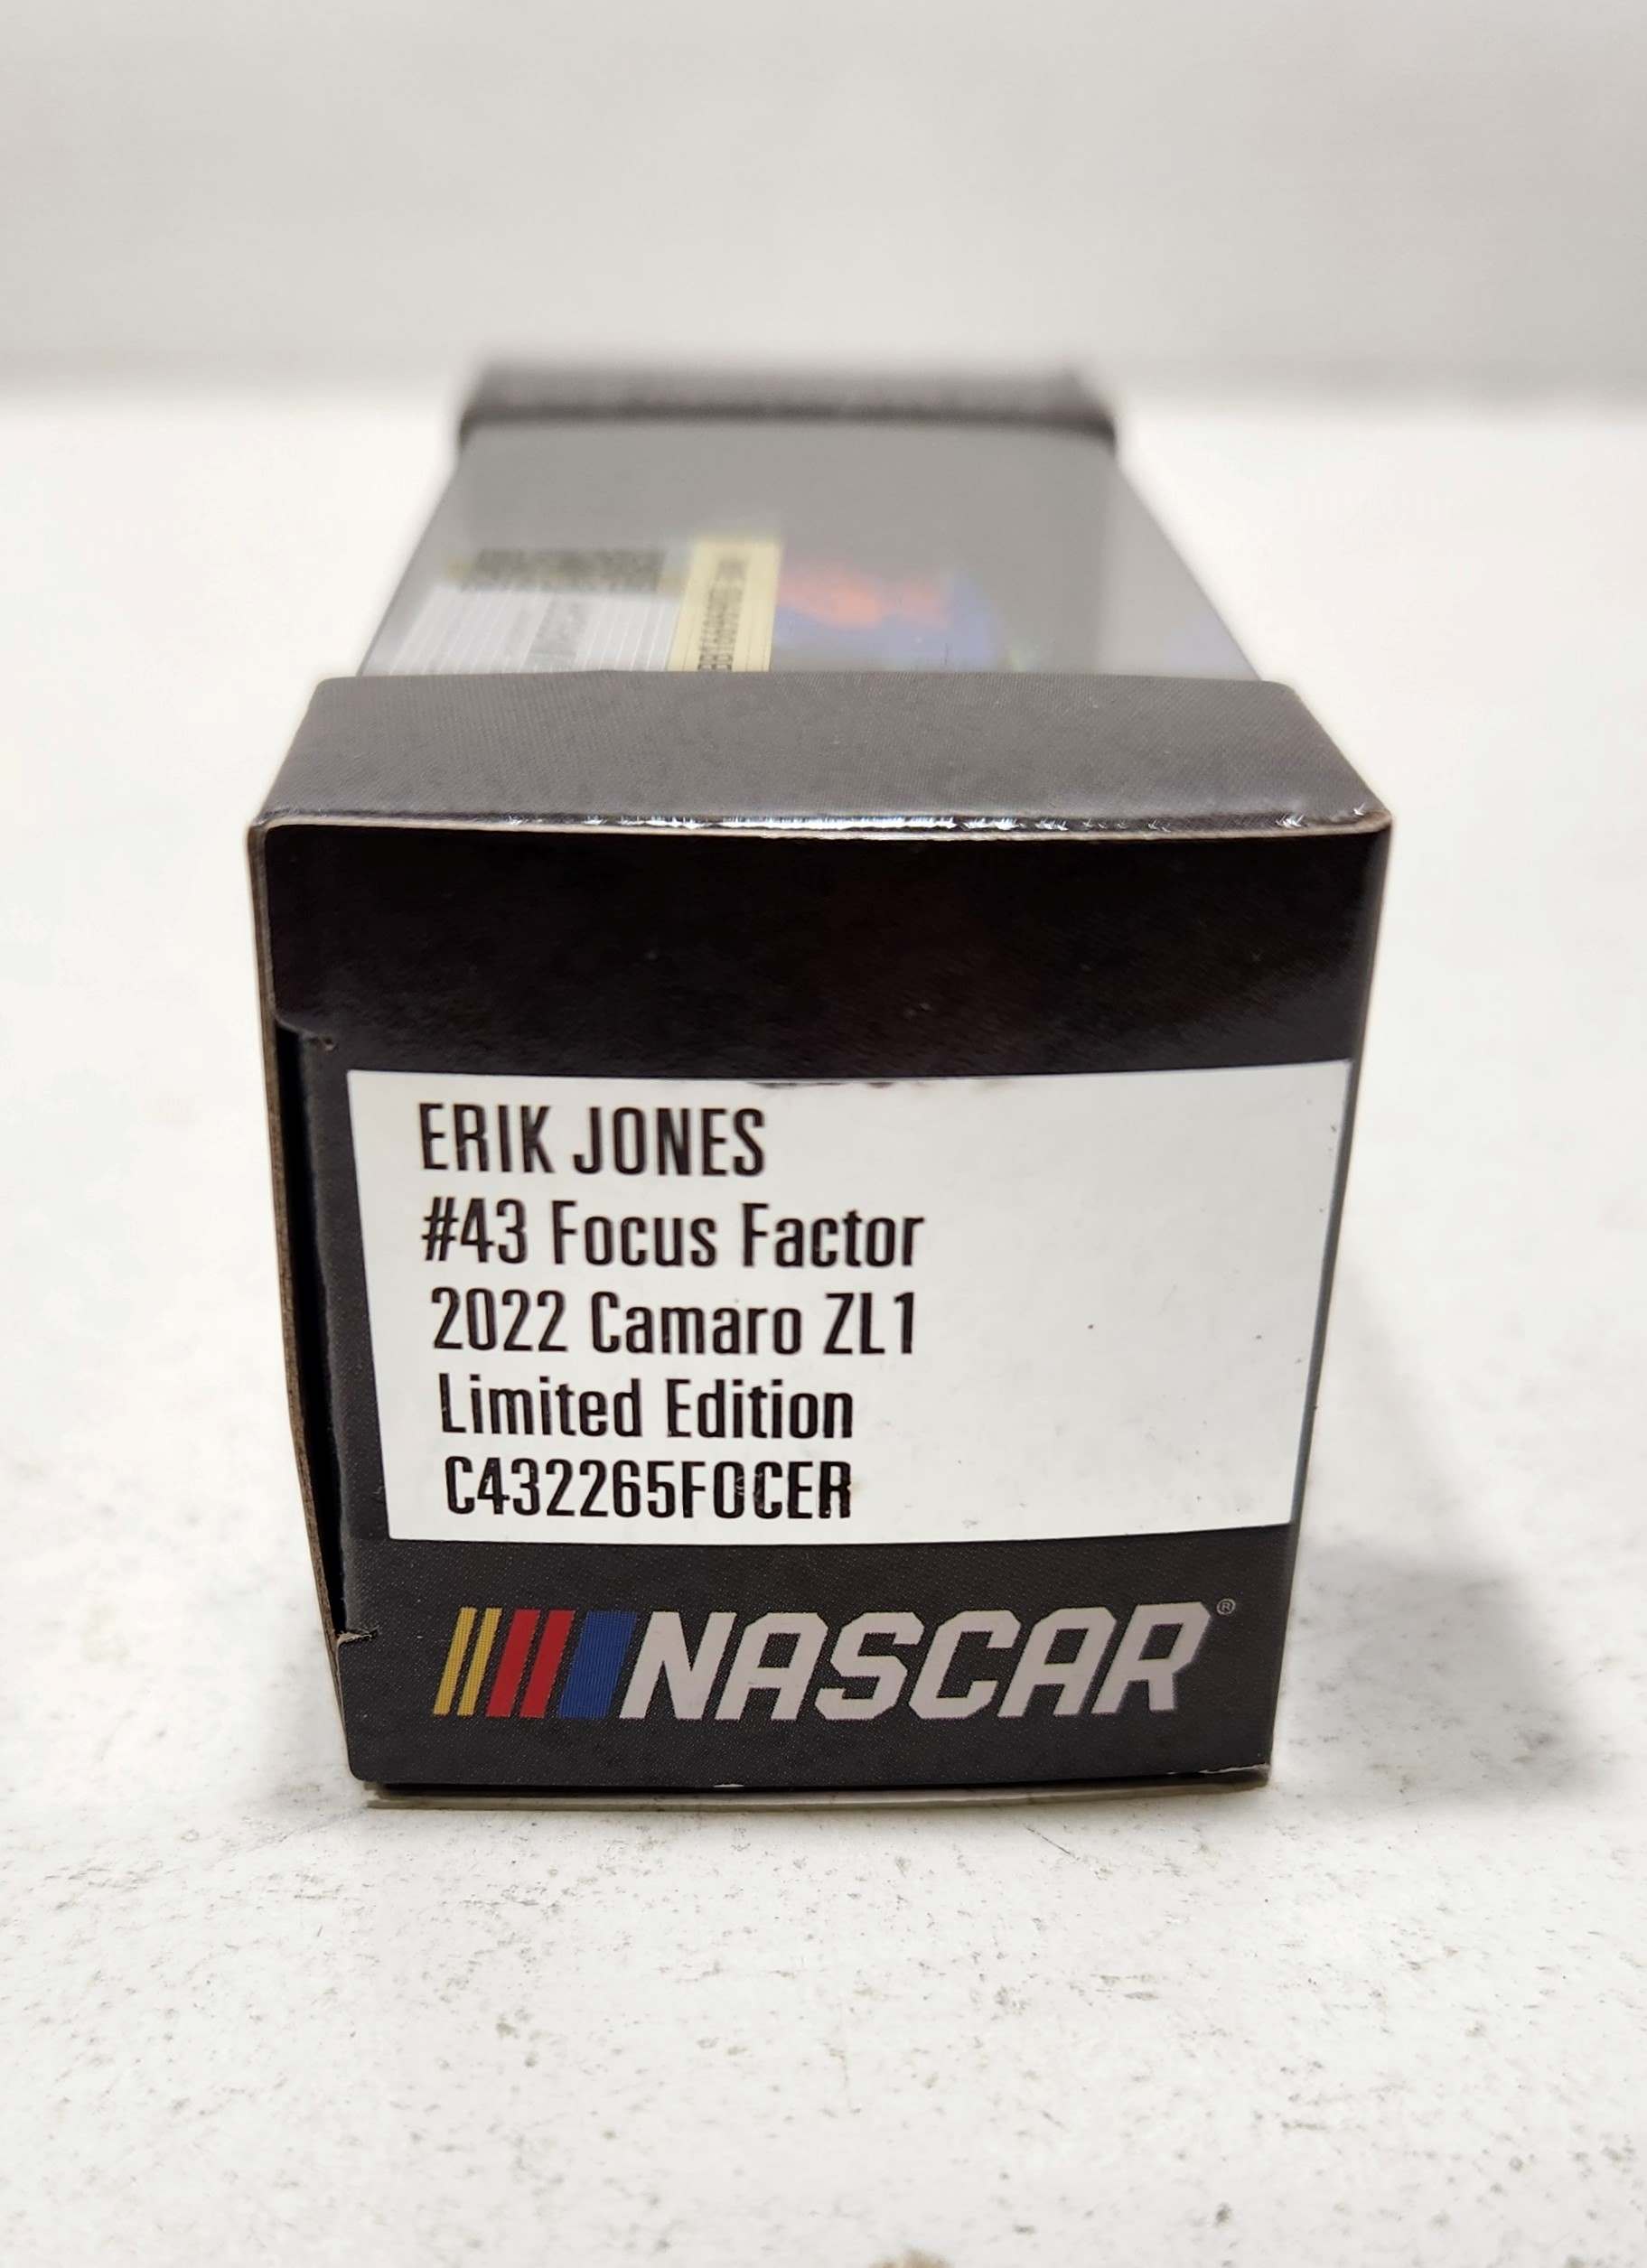 ERIK JONES
#43 Focus Factor
2022 Camaro ZL1
Limited Edition
C432265FOCER
NASCAR®